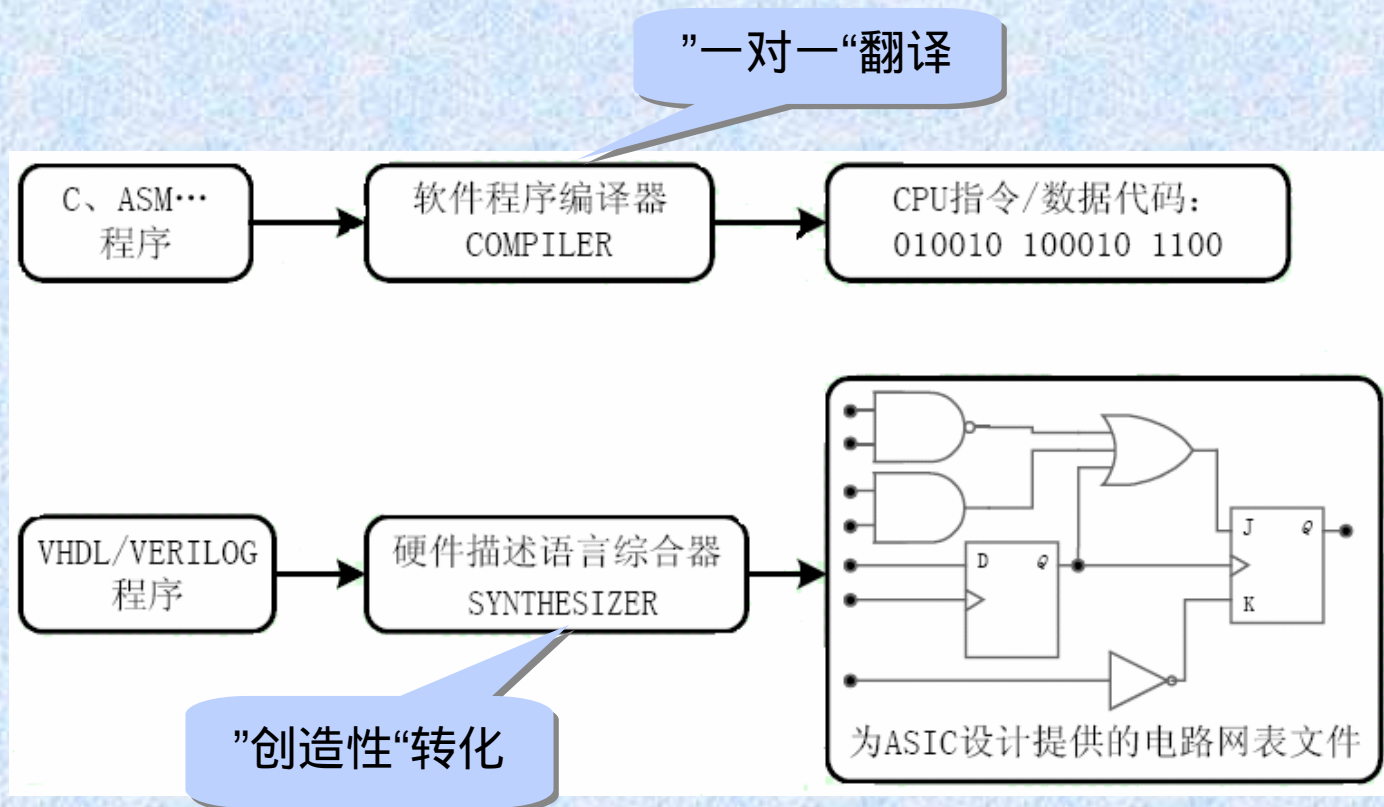 ”一对一“翻译
C、ASM…
程序
软件程序编译器
COMPILER
CPU指令/数据代码：
010010 100010 1100
VHDL/VERILOG
程序
硬件描述语言综合器
SYNTHESIZER
D
Q
J
Q
K
为ASIC设计提供的电路网表文件
”创造性“转化